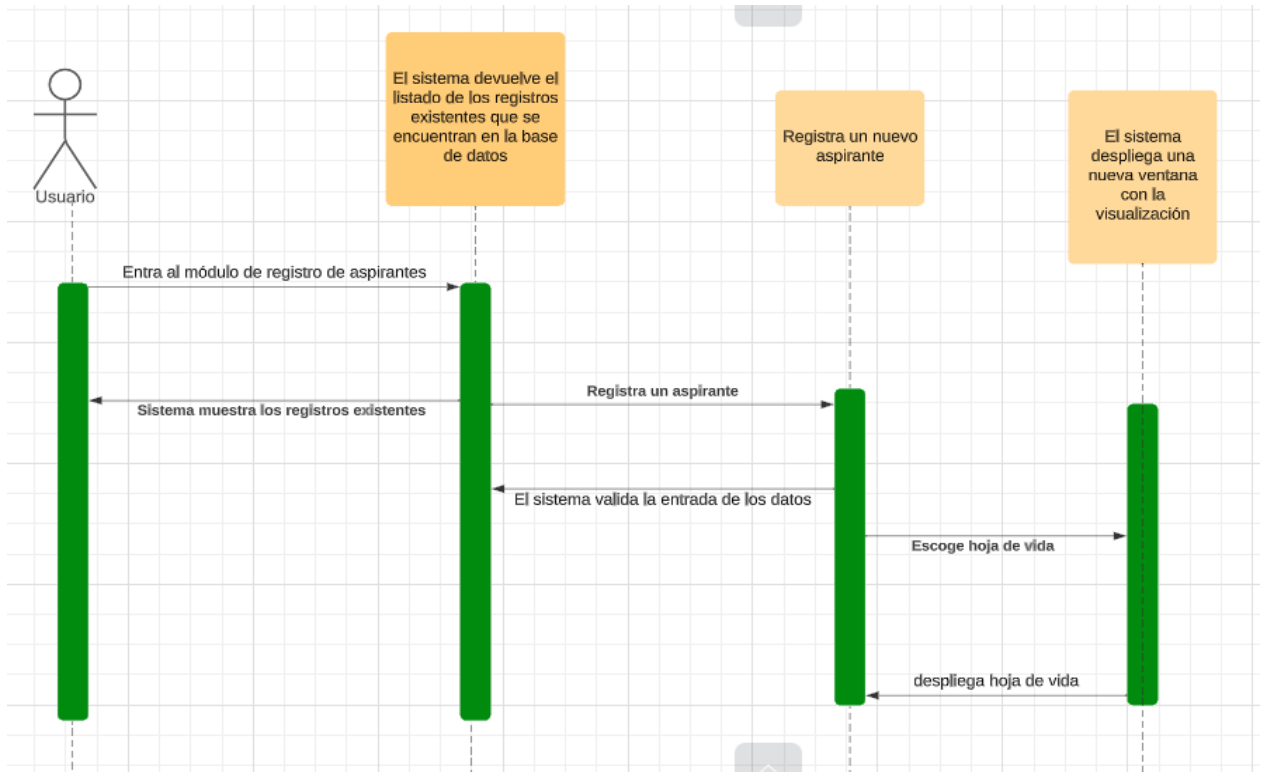 El sistema devuelve el
listado de los registros
existentes que se
encuentran en la base
de datos
Registra un nuevo
aspirante
El sistema
despliega una
nueva ventana
con la
visualización
Usuario
Entra al módulo de registro de aspirantes
Registra un aspirante
Sistema muestra los registros existentes
El sistema valida la entrada de los datos
Escoge hoja de vida
despliega hoja de vida